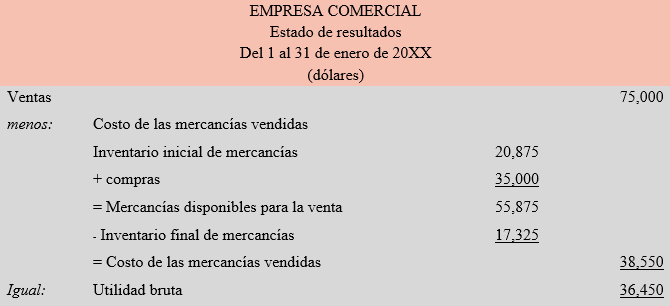 EMPRESA COMERCIAL
Estado de resultados
Del 1 al 31 de enero de 20XX
(dólares)
Ventas 75,000
menos: Costo de las mercancías vendidas
Inventario inicial de mercancías 20,875
+ compras 35,000
= Mercancías disponibles para la venta 55,875
- Inventario final de mercancías 17,325
= Costo de las mercancías vendidas 38,550
Igual: Utilidad bruta 36,450